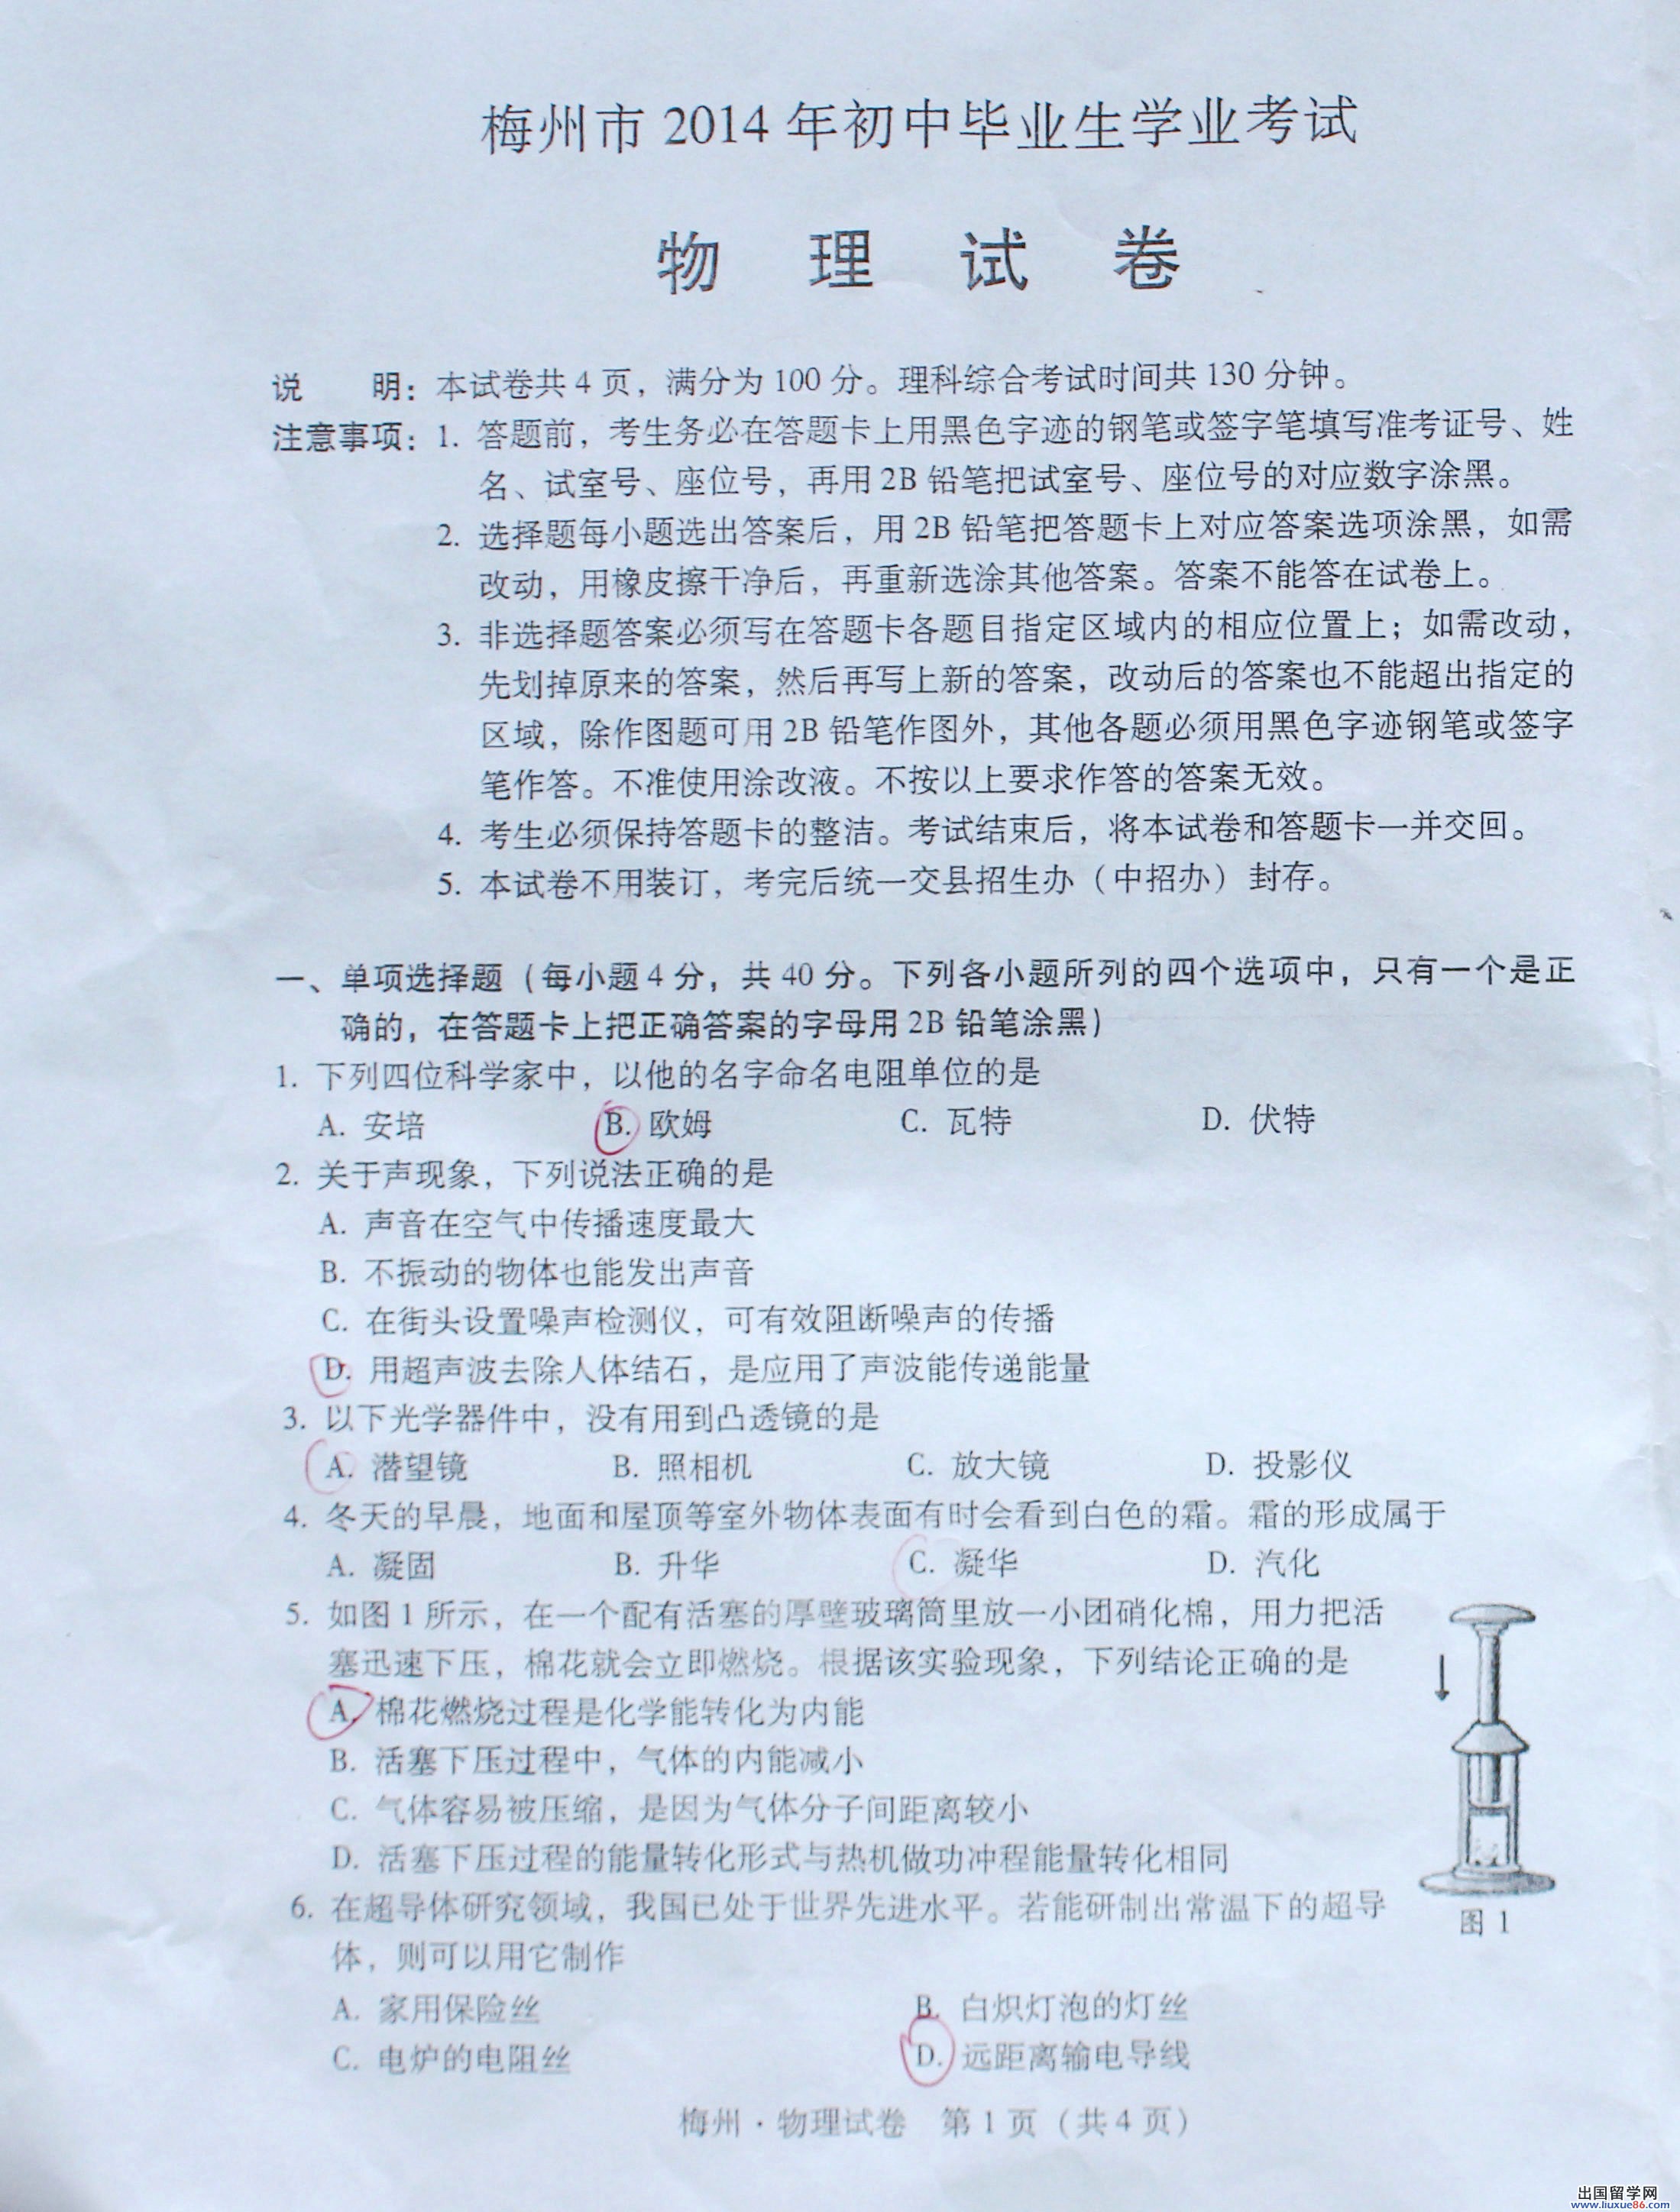 梅州市 2014 年初中毕业生学业考试
物 理 试 卷
说 明：本试卷共 4 页，满分为 100 分。理科综合考试时间共 130 分钟。
注意事项：1. 答题前，考生务必在答题卡上用黑色字迹的钢笔或签字笔填写准考证号、姓
名、试室号、座位号，再用 2B 铅笔把试室号、座位号的对应数字涂黑。
2. 选择题每小题选出答案后，用 2B 铅笔把答题卡上对应答案选项涂黑，如需
改动，用橡皮擦干净后，再重新选涂其他答案。答案不能答在试卷上。
3. 非选择题答案必须写在答题卡各题目指定区域内的相应位置上；如需改动，
先划掉原来的答案，然后再写上新的答案，改动后的答案也不能超出指定的
区域，除作图题可用 2B 铅笔作图外，其他各题必须用黑色字迹钢笔或签字
笔作答。不准使用涂改液。不按以上要求作答的答案无效。
4. 考生必须保持答题卡的整洁。考试结束后，将本试卷和答题卡一并交回。
5. 本试卷不用装订，考完后统一交县招生办（中招办）封存。
一、单项选择题（每小题 4 分，共 40 分。下列各小题所列的四个选项中，只有一个是正
确的，在答题卡上把正确答案的字母用 2B 铅笔涂黑）
1. 下列四位科学家中，以他的名字命名电阻单位的是
A. 安培 B. 欧姆 C. 瓦特 D. 伏特
2. 关于声现象，下列说法正确的是
A. 声音在空气中传播速度最大
B. 不振动的物体也能发出声音
C. 在街头设置噪声检测仪，可有效阻断噪声的传播
D. 用超声波去除人体结石，是应用了声波能传递能量
3. 以下光学器件中，没有用到凸透镜的是
A. 潜望镜 B. 照相机 C. 放大镜 D. 投影仪
4. 冬天的早晨，地面和屋顶等室外物体表面有时会看到白色的霜。霜的形成属于
A. 凝固 B. 升华 C. 凝华 D. 汽化
5. 如图 1 所示，在一个配有活塞的厚壁玻璃筒里放一小团硝化棉，用力把活
塞迅速下压，棉花就会立即燃烧。根据该实验现象，下列结论正确的是
A. 棉花燃烧过程是化学能转化为内能
B. 活塞下压过程中，气体的内能减小
C. 气体容易被压缩，是因为气体分子间距离较小
D. 活塞下压过程的能量转化形式与热机做功冲程能量转化相同
图 1
6. 在超导体研究领域，我国已处于世界先进水平。若能研制出常温下的超导
体，则可以用它制作
A. 家用保险丝 B. 白炽灯泡的灯丝
C. 电炉的电阻丝 D. 远距离输电导线
梅州·物理试卷 第 1 页（共 4 页）
出国留学网
www.liuxue86.com